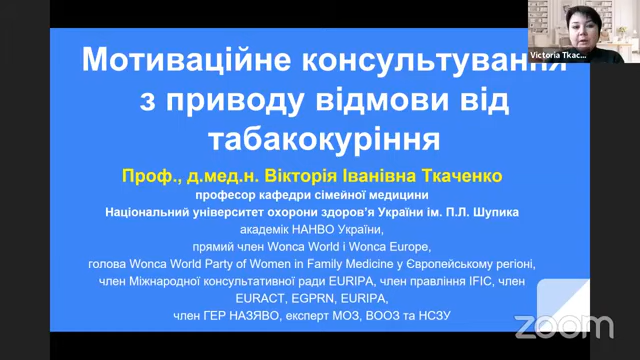 Мотиваційне консультування
з приводу відмови від
табакокуріння
Проф., д.мед.н. Вікторія Іванівна Ткаченко
професор кафедри сімейної медицини
Національний університет охорони здоров'я України ім. П.Л. Шупика
академік НАНВО України,
прямий член Wonca World і Wonca Europe,
голова Wonca World Party of Women in Family Medicine у Європейському регіоні,
член Міжнародної консультативної ради EURIPA, член правління IFIC, член
EURACT, EGPRN, EURIPA,
член ГЕР НАЗЯВО, експерт МОЗ, ВООЗ та НСЗУ
Victoria Tkac...
zoom